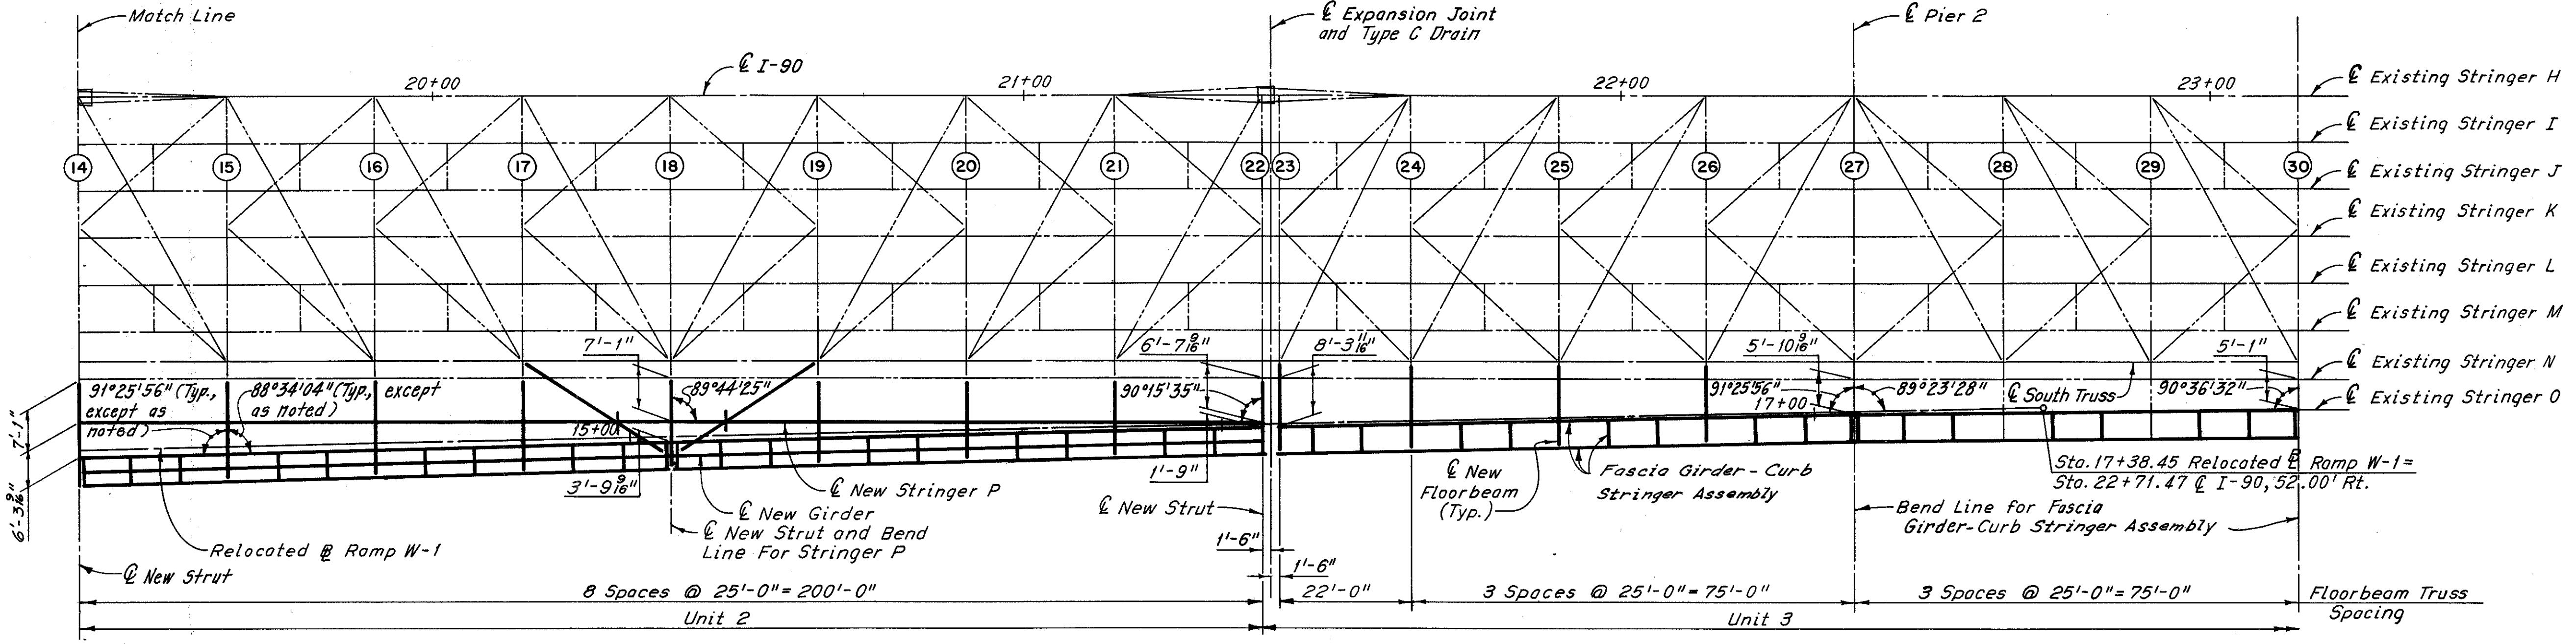 Match Line
℄ Expansion Joint
and Type C Drain
℄ Pier 2
20+00
℄ I-90
21+00
22+00
23+00
℄ Existing Stringer H
℄ Existing Stringer I
14 15 16 17 18 19 20 21 22 23 24 25 26 27 28 29 30
℄ Existing Stringer J
℄ Existing Stringer K
℄ Existing Stringer L
℄ Existing Stringer M
7'-1"
6'-7 9/16"
8'-3 11/16"
5'-10 9/16"
5'-1"
℄ Existing Stringer N
91°25'56" (Typ.,
except as
noted)
88°34'04" (Typ., except
as noted)
89°44'25"
90°15'35"
91°25'56"
89°23'28"
℄ South Truss
90°36'32"
℄ Existing Stringer O
17+00
15+00
7'-1"
6'-3 9/16"
3'-9 9/16"
1'-9"
℄ New Stringer P
℄ New Girder
℄ New Strut and Bend
Line For Stringer P
℄ New Strut
℄ New
Floorbeam
(Typ.)
Fascia Girder-Curb
Stringer Assembly
Sta. 17+38.45 Relocated ⅊ Ramp W-1=
Sta. 22+71.47 ℄ I-90, 52.00' Rt.
Bend Line for Fascia
Girder-Curb Stringer Assembly
Relocated ⅊ Ramp W-1
℄ New Strut
1'-6"
1'-6"
8 Spaces @ 25'-0"=200'-0"
22'-0"
3 Spaces @ 25'-0"=75'-0"
3 Spaces @ 25'-0"=75'-0"
Floorbeam Truss
Spacing
Unit 2
Unit 3